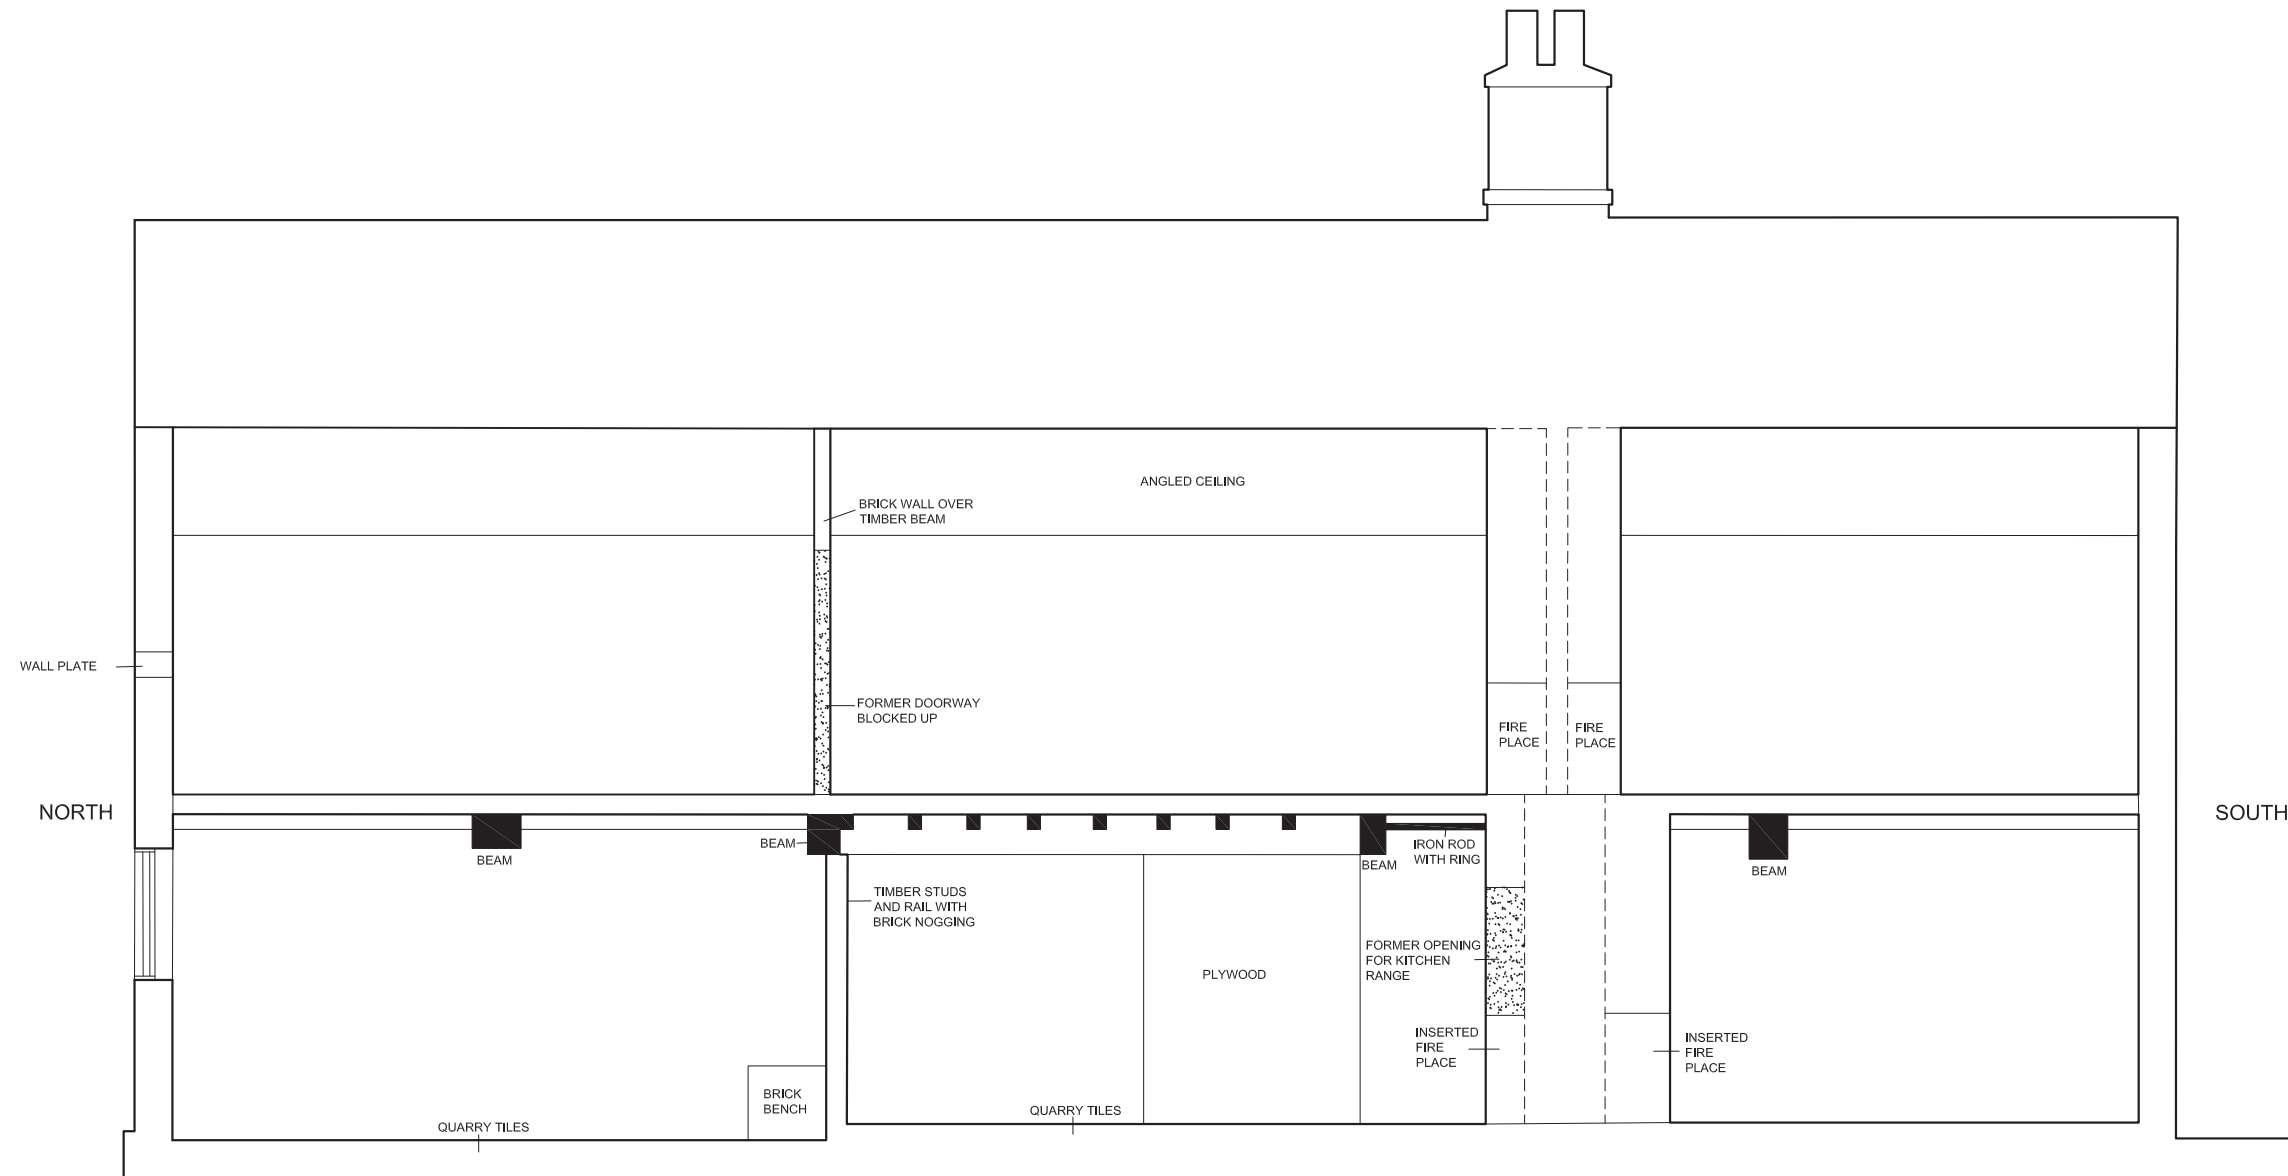 ANGLED CEILING
BRICK WALL OVER
TIMBER BEAM
WALL PLATE
FORMER DOORWAY
BLOCKED UP
FIRE
PLACE
FIRE
PLACE
NORTH
SOUTH
BEAM
BEAM
BEAM
IRON ROD
WITH RING
BEAM
TIMBER STUDS
AND RAIL WITH
BRICK NOGGING
FORMER OPENING
FOR KITCHEN
RANGE
PLYWOOD
INSERTED
FIRE
PLACE
INSERTED
FIRE
PLACE
BRICK
BENCH
QUARRY TILES
QUARRY TILES